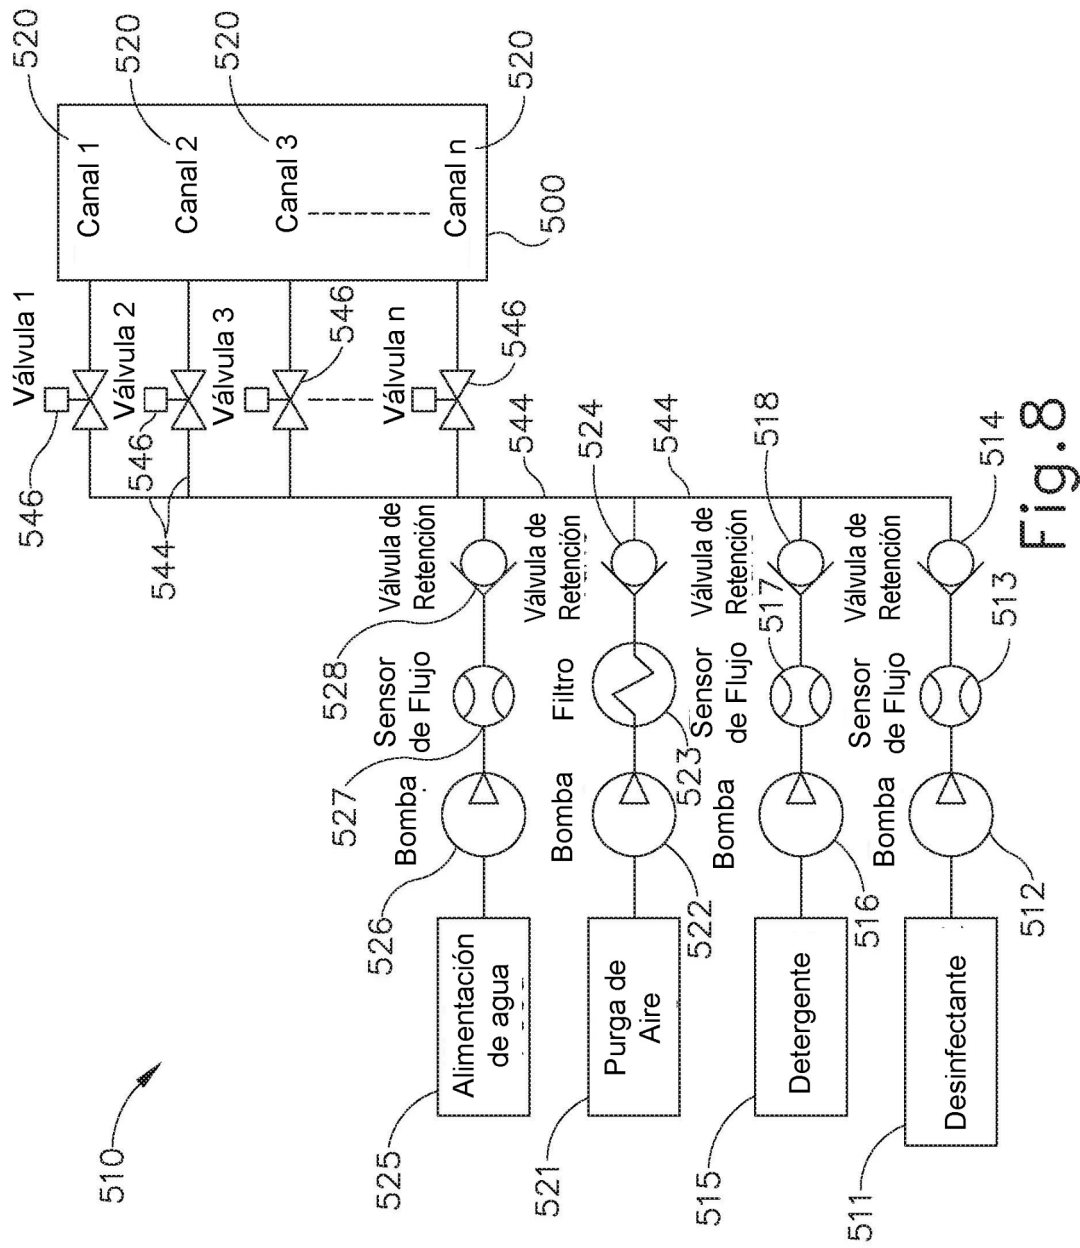 510
525
Alimentación
de agua
526
Bomba
527
Sensor
de Flujo
528
Válvula de
Retención
521
Purga de
Aire
522
Bomba
523
Filtro
524
Válvula de
Retención
515
Detergente
516
Bomba
517
Sensor
de Flujo
518
Válvula de
Retención
511
Desinfectante
512
Bomba
513
Sensor
de Flujo
514
Válvula de
Retención
544
544
544
546
Válvula 1
546
Válvula 2
546
Válvula 3
546
Válvula n
Canal 1
520
Canal 2
520
Canal 3
520
Canal n
520
500
Fig.8